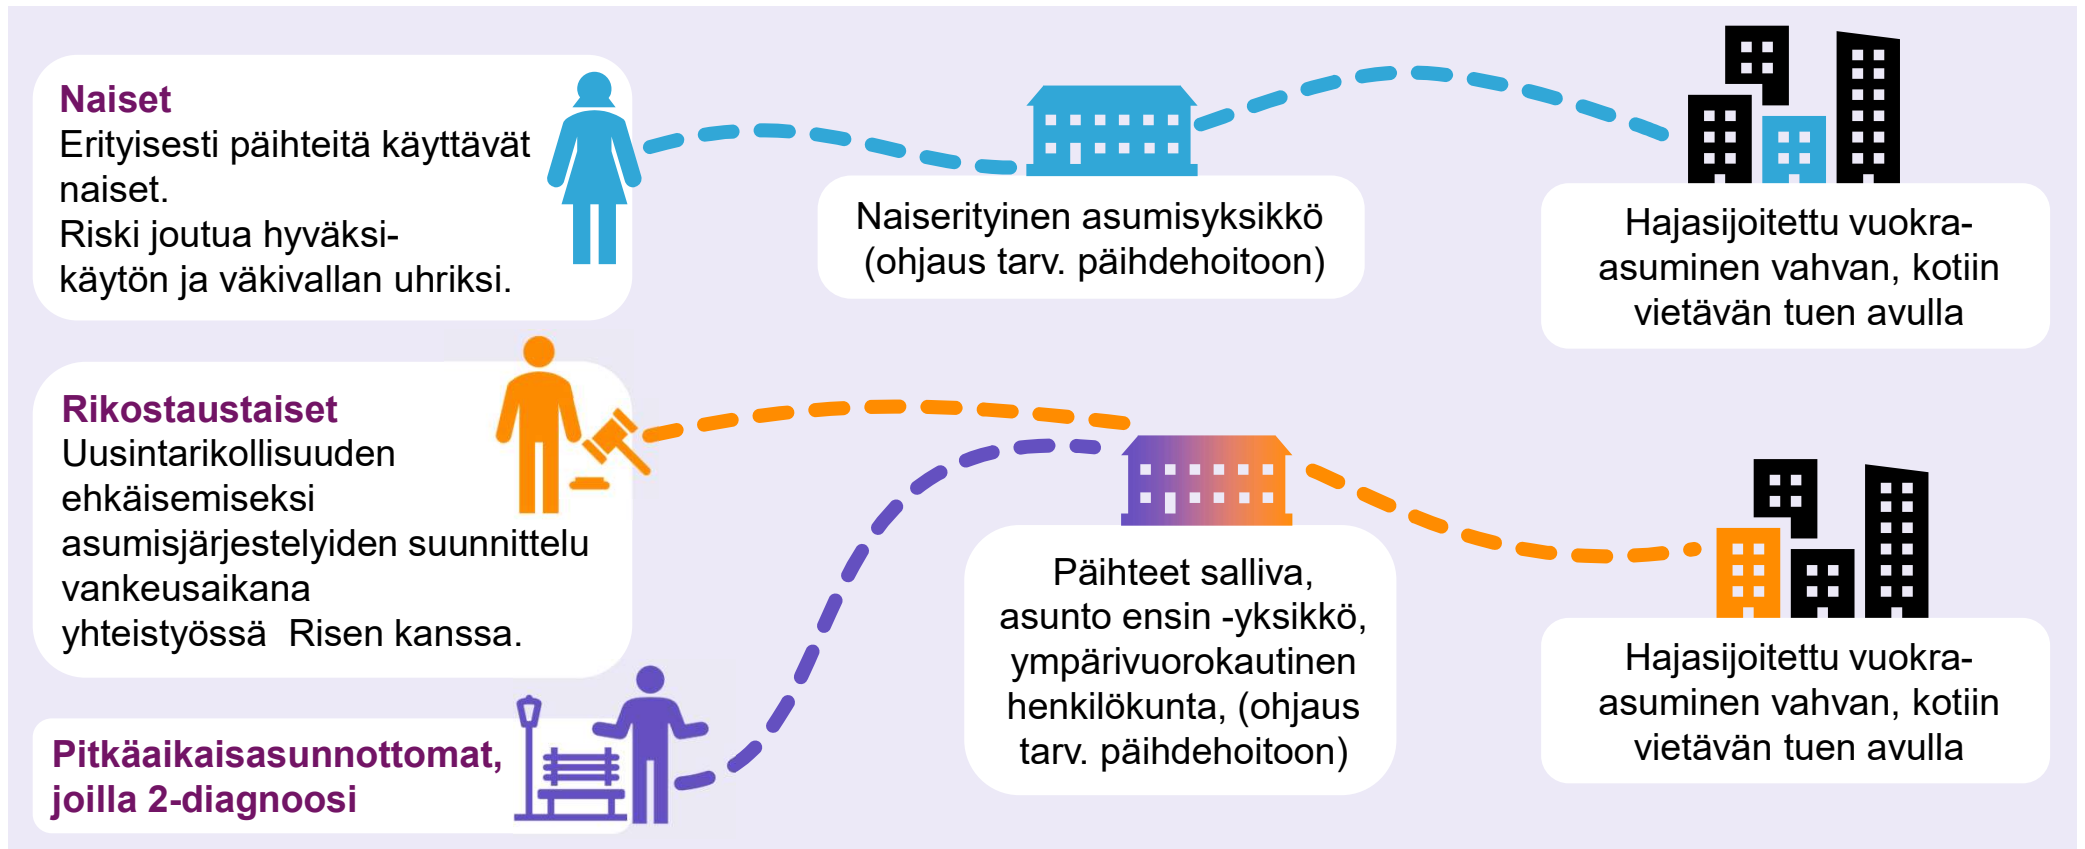 Naiset
Erityisesti päihteitä käyttävät
naiset.
Riski joutua hyväksi-
käytön ja väkivallan uhriksi.
Naiserityinen asumisyksikkö
(ohjaus tarv. päihdehoitoon)
Hajasijoitettu vuokra-
asuminen vahvan, kotiin
vietävän tuen avulla
Rikostaustaiset
Uusintarikollisuuden
ehkäisemiseksi
asumisjärjestelyiden suunnittelu
vankeusaikana
yhteistyössä  Risen kanssa.
Pitkäaikaisasunnottomat,
joilla 2-diagnoosi
Päihteet salliva,
asunto ensin -yksikkö,
ympärivuorokautinen
henkilökunta, (ohjaus
tarv. päihdehoitoon)
Hajasijoitettu vuokra-
asuminen vahvan, kotiin
vietävän tuen avulla